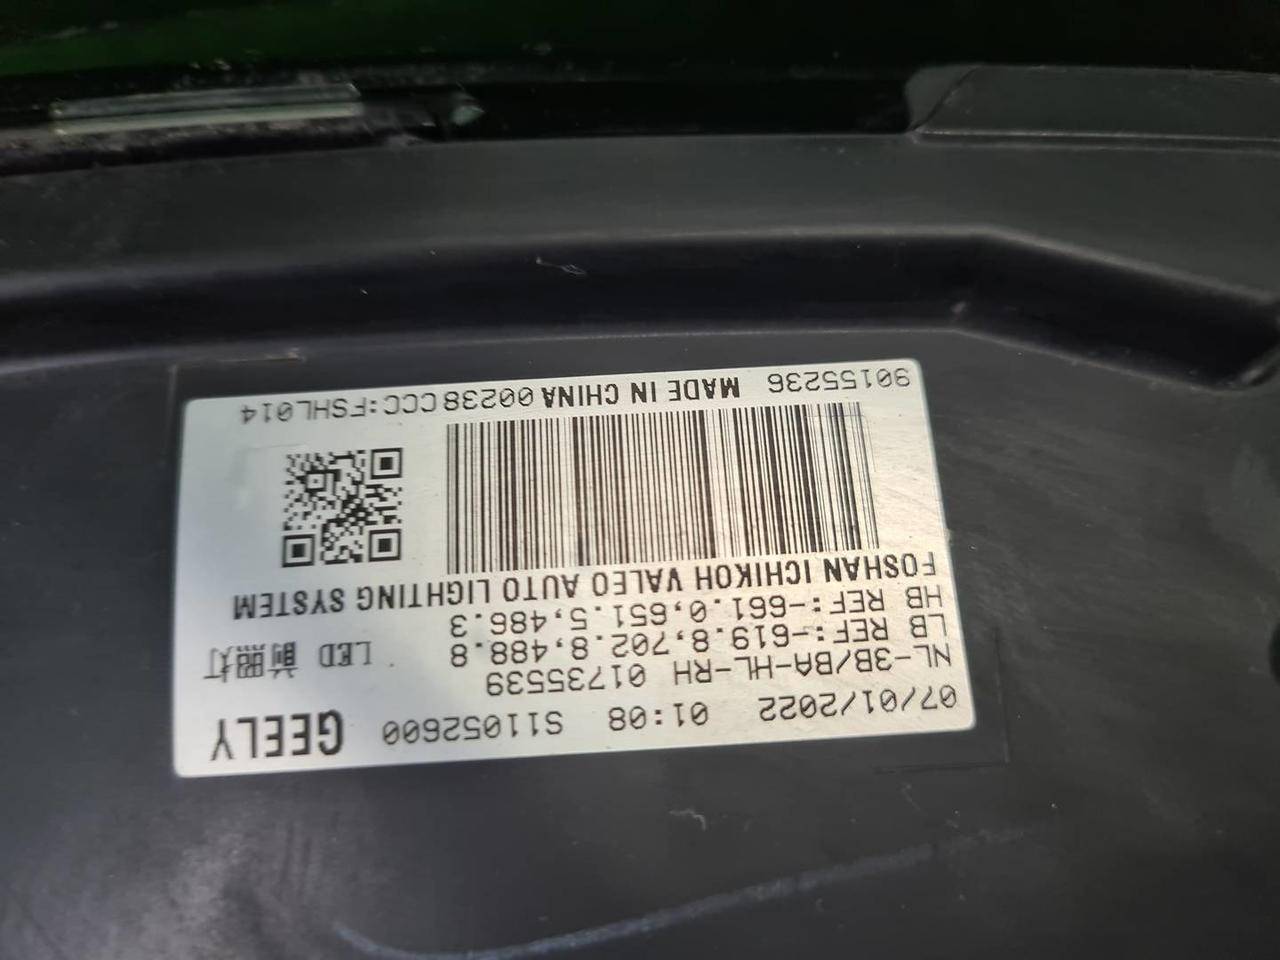 07/01/2022 01:08 S11052600 GEELY
NL-3B/BA-HL-RH 01735539
LB REF:-619.8,702.8,488.8 LED 前照灯
HB REF:-661.0,651.5,486.3
FOSHAN ICHIKOH VALEO AUTO LIGHTING SYSTEM
90155236 MADE IN CHINA 00238 CCC:FSHL014